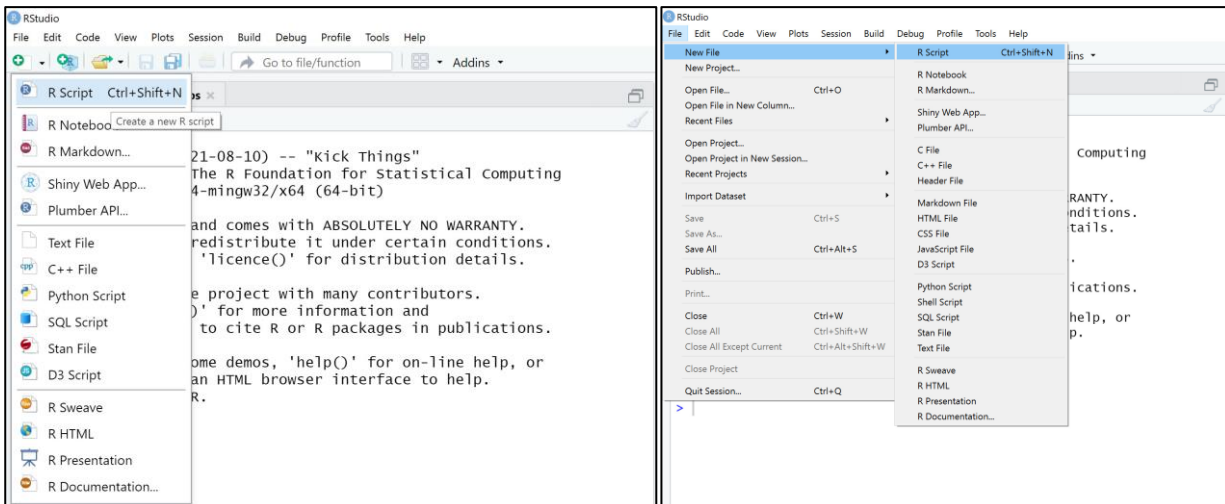 RStudio
File Edit Code View Plots Session Build Debug Profile Tools Help
Go to file/function Addins
R Script Ctrl+Shift+N
Create a new R script
R Notebo
R Markdown...
Shiny Web App...
Plumber API...
Text File
C++ File
Python Script
SQL Script
Stan File
D3 Script
R Sweave
R HTML
R Presentation
R Documentation...
21-08-10) -- "Kick Things"
The R Foundation for Statistical Computing
4-mingw32/x64 (64-bit)
and comes with ABSOLUTELY NO WARRANTY.
redistribute it under certain conditions.
'licence()' for distribution details.
e project with many contributors.
)' for more information and
to cite R or R packages in publications.
ome demos, 'help()' for on-line help, or
an HTML browser interface to help.
R.
RStudio
File Edit Code View Plots Session Build Debug Profile Tools Help
New File
New Project...
Open File... Ctrl+O
Open File in New Column...
Recent Files
Open Project...
Open Project in New Session...
Recent Projects
Import Dataset
Save Ctrl+S
Save As...
Save All Ctrl+Alt+S
Publish...
Print...
Close Ctrl+W
Close All Ctrl+Shift+W
Close All Except Current Ctrl+Alt+Shift+W
Close Project
Quit Session... Ctrl+Q
R Script Ctrl+Shift+N
R Notebook
R Markdown...
Shiny Web App...
Plumber API...
C File
C++ File
Header File
Markdown File
HTML File
CSS File
JavaScript File
D3 Script
Python Script
Shell Script
SQL Script
Stan File
Text File
R Sweave
R HTML
R Presentation
R Documentation...
dins
Computing
RANTY.
nditions.
tails.
.
ications.
help, or
p.
>